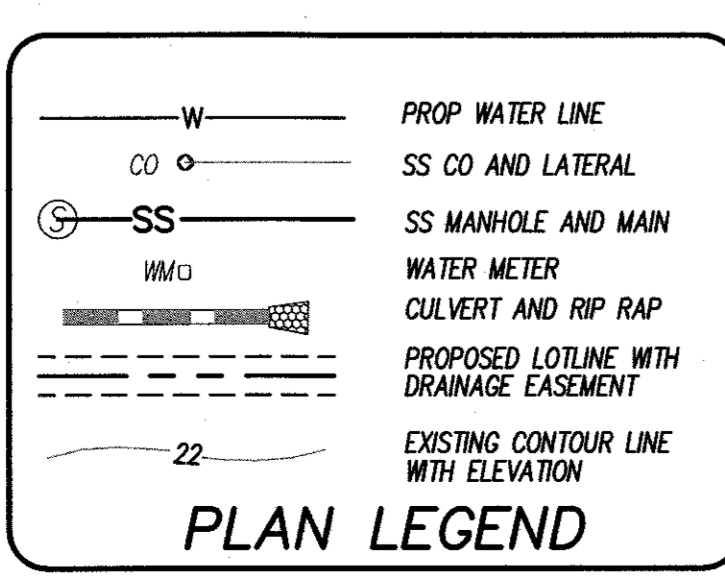 W PROP WATER LINE
CO SS CO AND LATERAL
S SS SS MANHOLE AND MAIN
WM WATER METER
CULVERT AND RIP RAP
PROPOSED LOTLINE WITH
DRAINAGE EASEMENT
22 EXISTING CONTOUR LINE
WITH ELEVATION
PLAN LEGEND